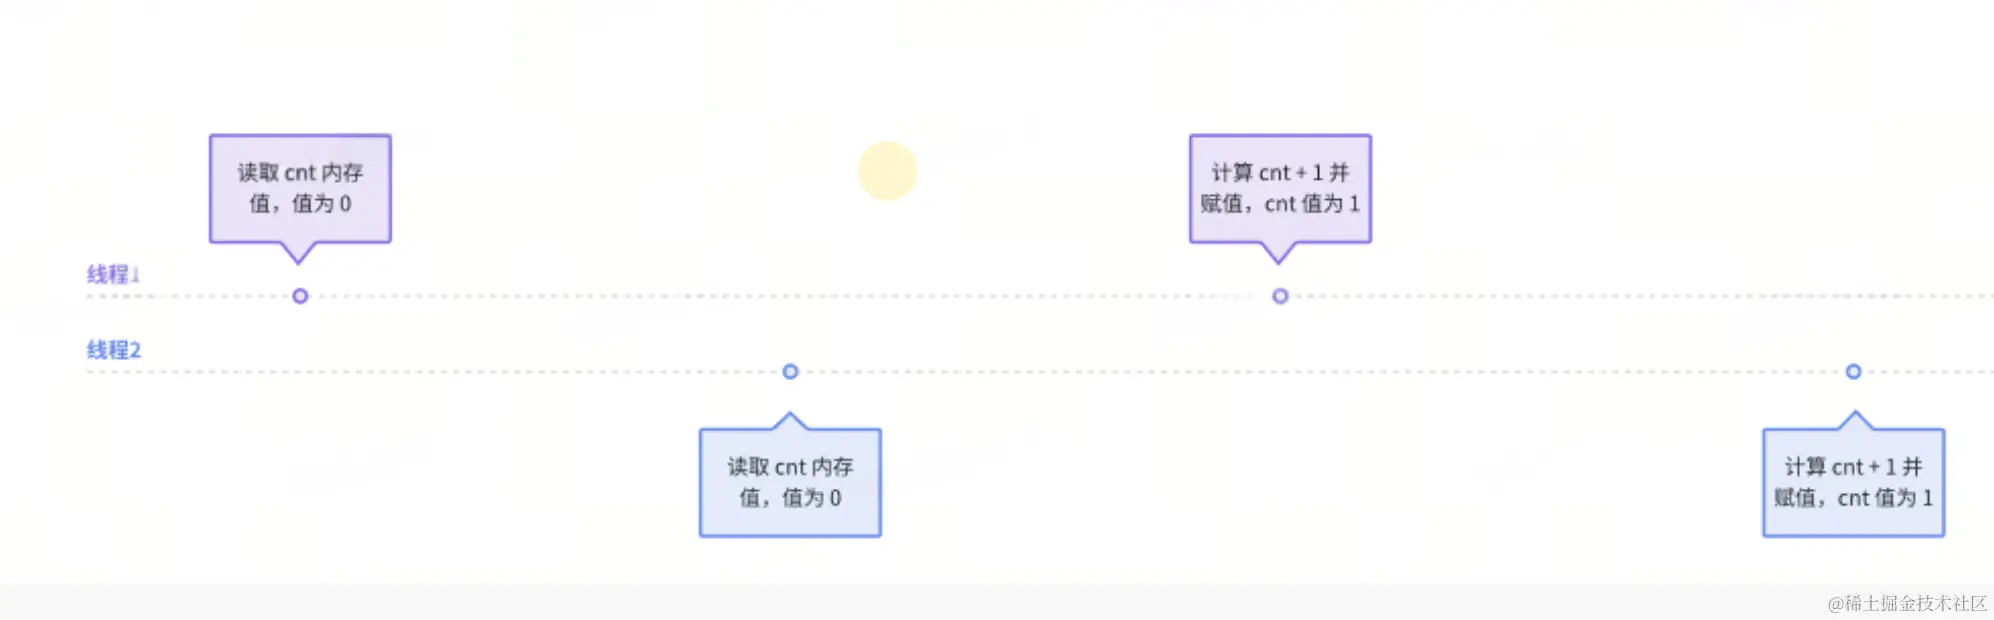 读取 cnt 内存
值，值为 0
计算 cnt + 1 并
赋值，cnt 值为 1
线程1
线程2
读取 cnt 内存
值，值为 0
计算 cnt + 1 并
赋值，cnt 值为 1
@稀土掘金技术社区